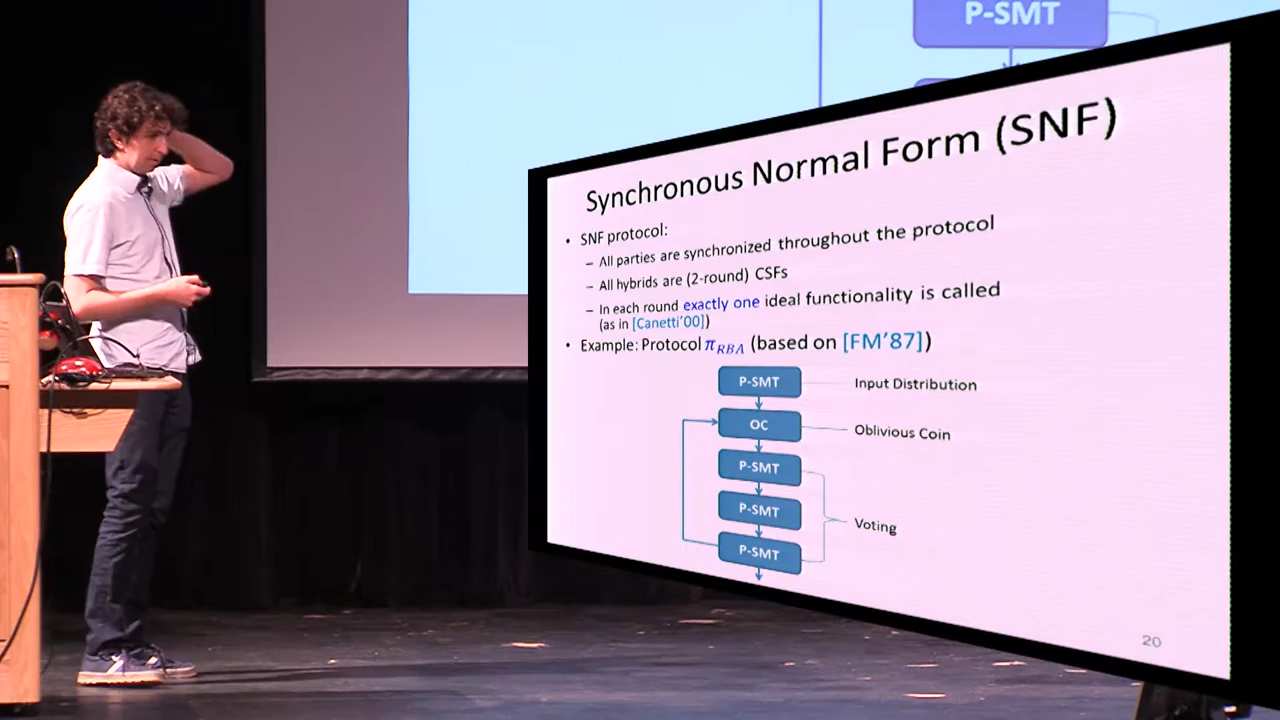 P-SMT
Synchronous Normal Form (SNF)
• SNF protocol:
– All parties are synchronized throughout the protocol
– All hybrids are (2-round) CSFs
– In each round exactly one ideal functionality is called
(as in [Canetti'00])
• Example: Protocol π_RBA (based on [FM'87])
P-SMT
Input Distribution
OC
Oblivious Coin
P-SMT
P-SMT
Voting
P-SMT
20